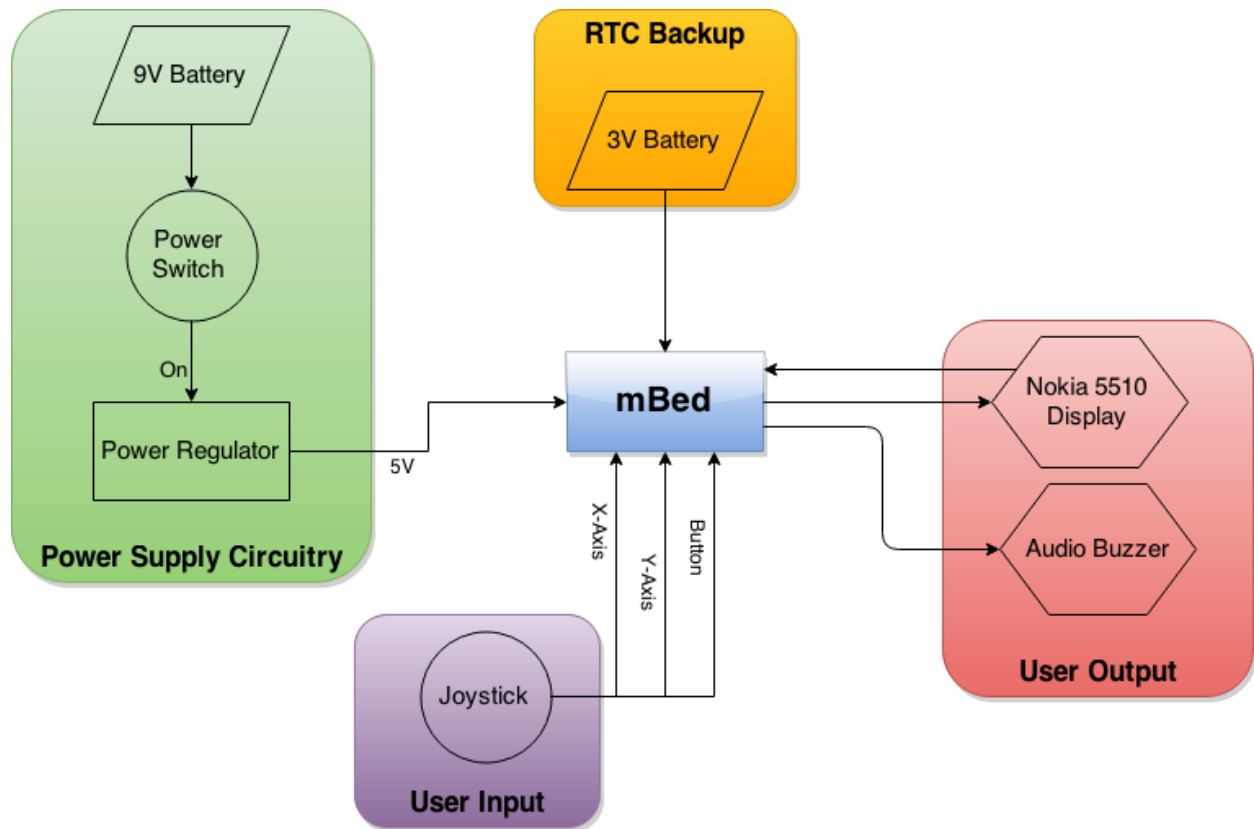 9V Battery
Power
Switch
On
Power Regulator
5V
Power Supply Circuitry
RTC Backup
3V Battery
mBed
X-Axis
Y-Axis
Button
Joystick
User Input
Nokia 5510
Display
Audio Buzzer
User Output